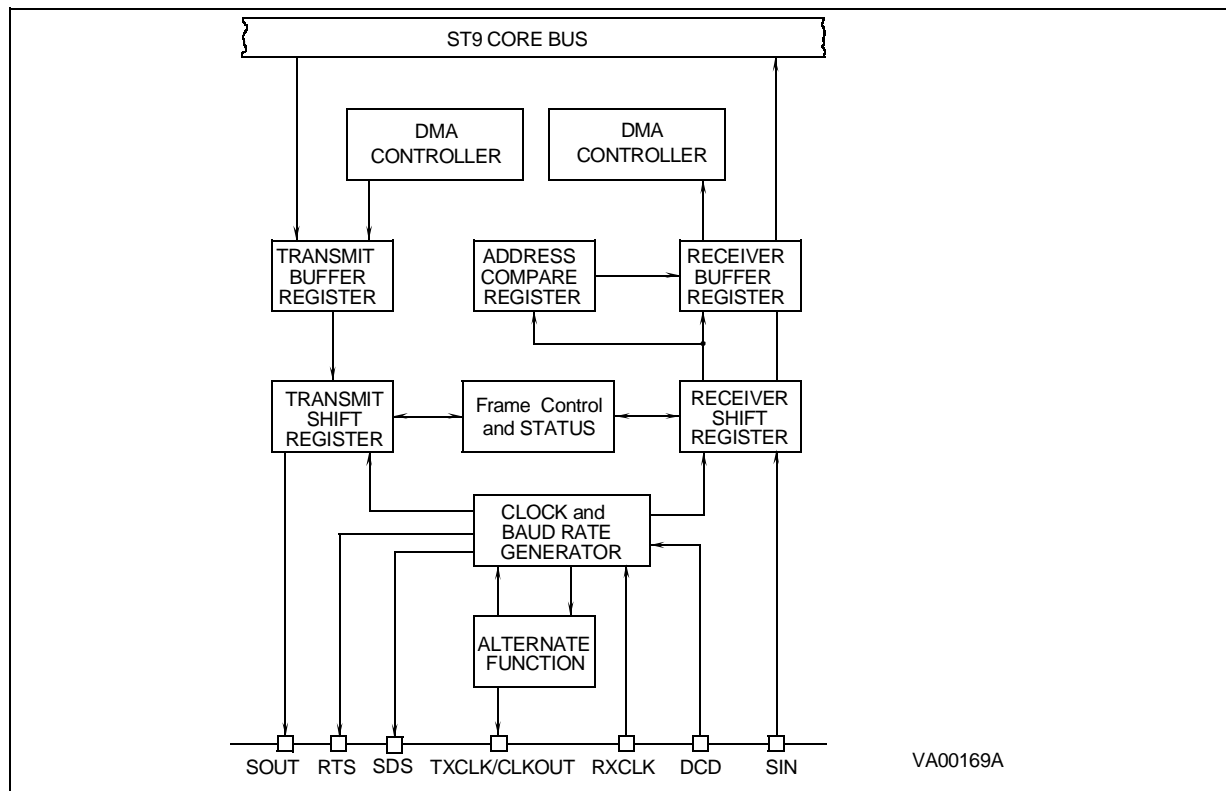 ST9 CORE BUS
DMA
CONTROLLER
DMA
CONTROLLER
TRANSMIT
BUFFER
REGISTER
ADDRESS
COMPARE
REGISTER
RECEIVER
BUFFER
REGISTER
TRANSMIT
SHIFT
REGISTER
Frame Control
and STATUS
RECEIVER
SHIFT
REGISTER
CLOCK and
BAUD RATE
GENERATOR
ALTERNATE
FUNCTION
SOUT RTS SDS TXCLK/CLKOUT RXCLK DCD SIN
VA00169A